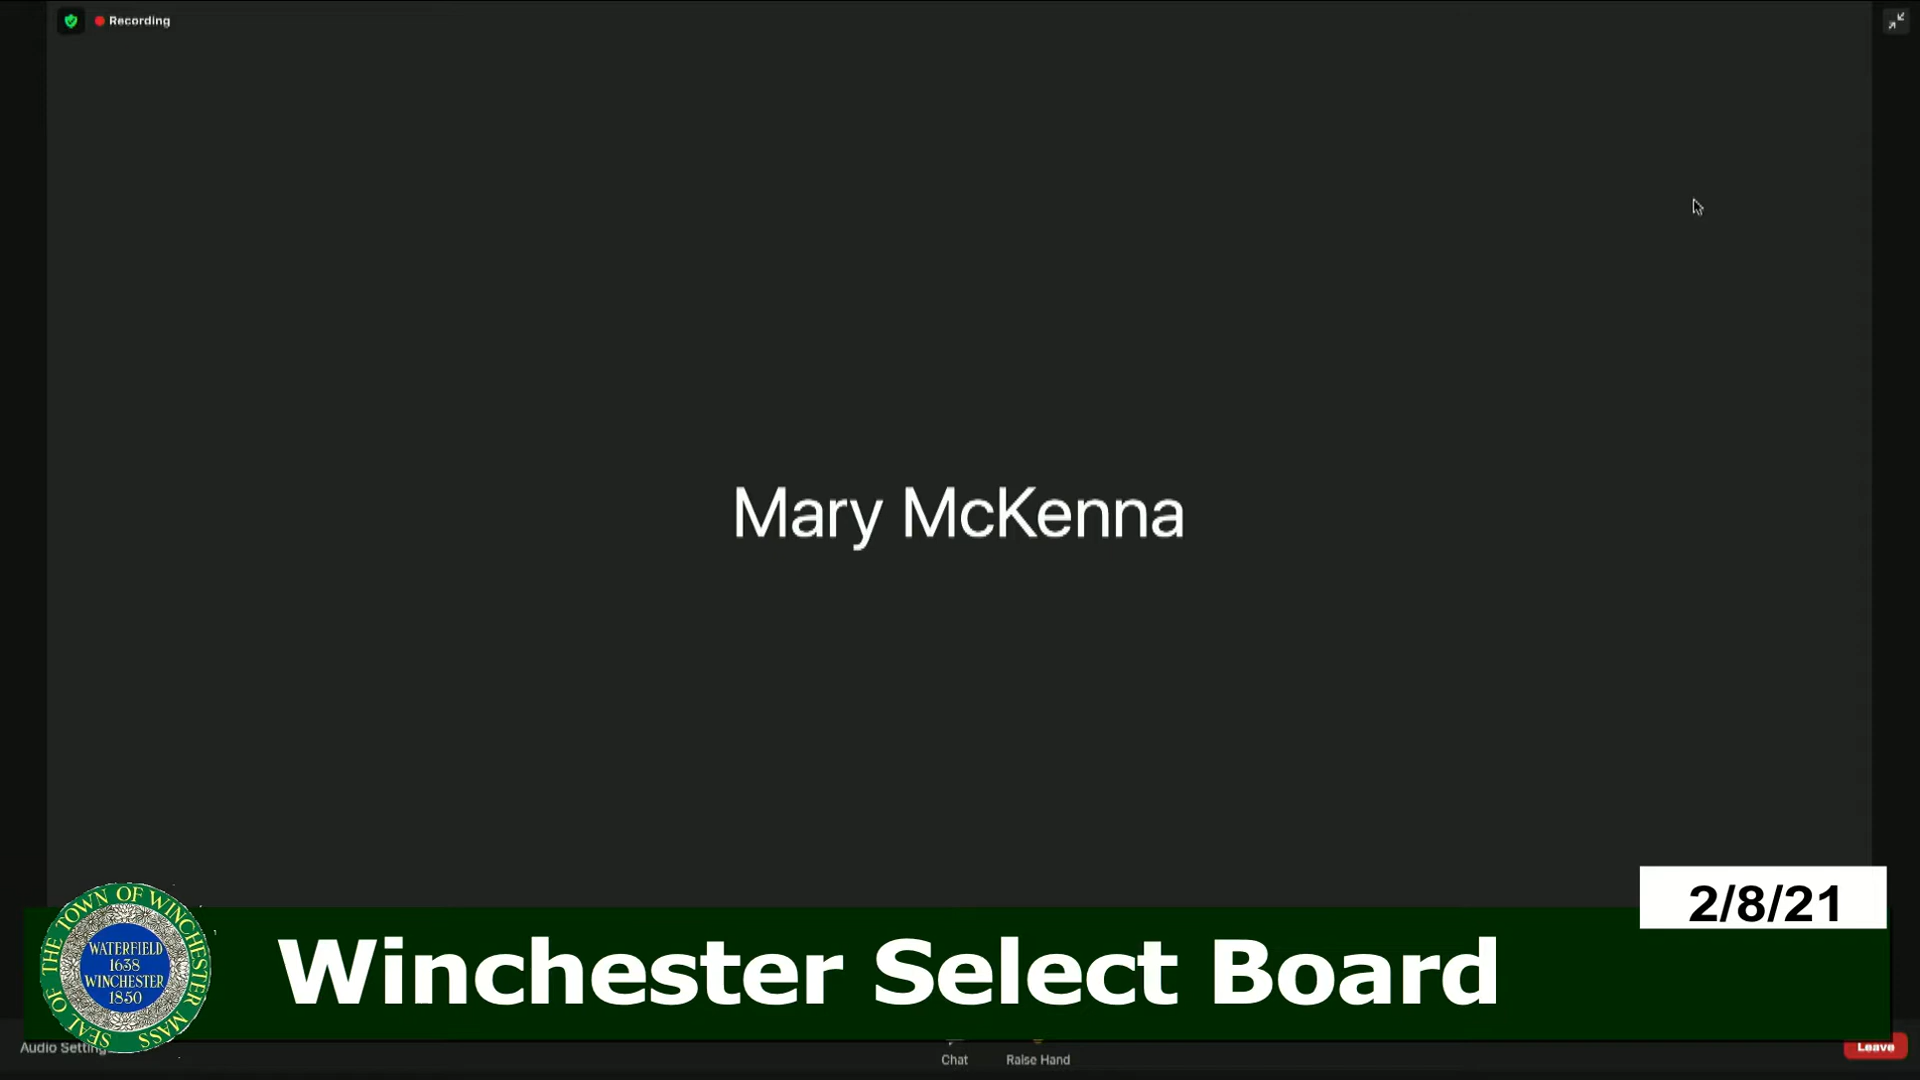 Recording
Mary McKenna
2/8/21
THE TOWN OF WINCHESTER MASS
SEAL OF
WATERFIELD
1638
WINCHESTER
1850
Winchester Select Board
Audio Setting
Chat
Raise Hand
Leave